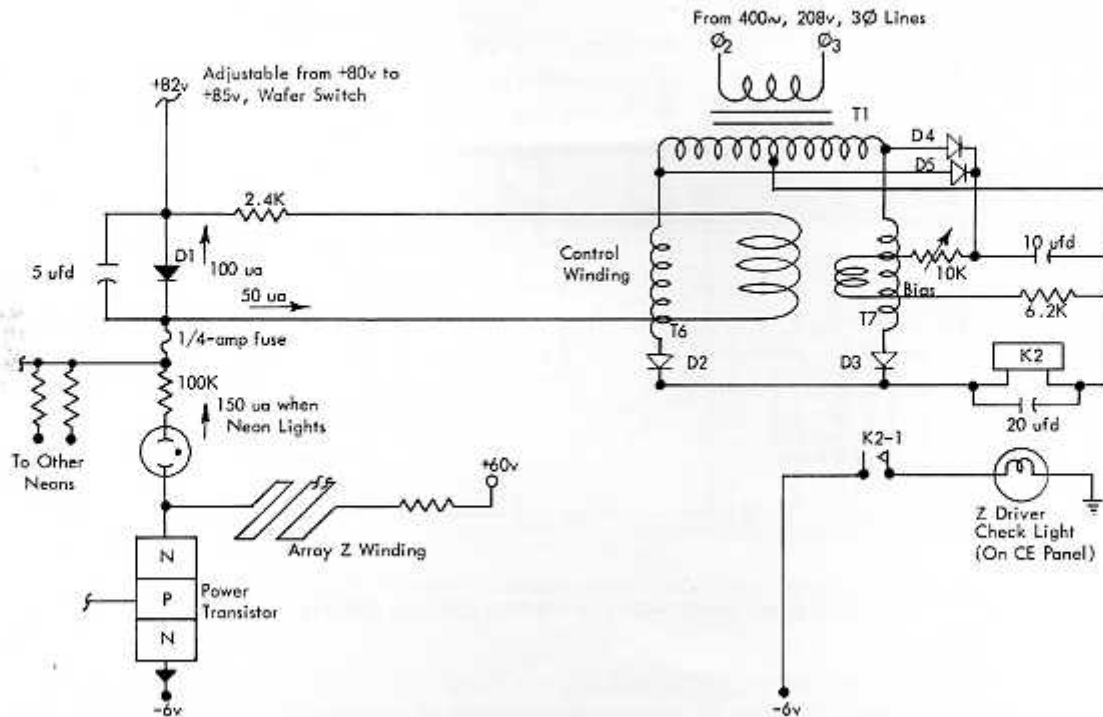 From 400~, 208v, 3Ø Lines
Ø2
Ø3
+82v
Adjustable from +80v to
+85v, Wafer Switch
T1
D4
D5
2.4K
5 ufd
D1
100 ua
50 ua
Control
Winding
10K
10 ufd
Bias
6.2K
T6
T7
1/4-amp fuse
D2
D3
K2
100K
150 ua when
Neon Lights
20 ufd
To Other
Neons
K2-1
+60v
Z Driver
Check Light
(On CE Panel)
Array Z Winding
N
P
N
Power
Transistor
-6v
-6v